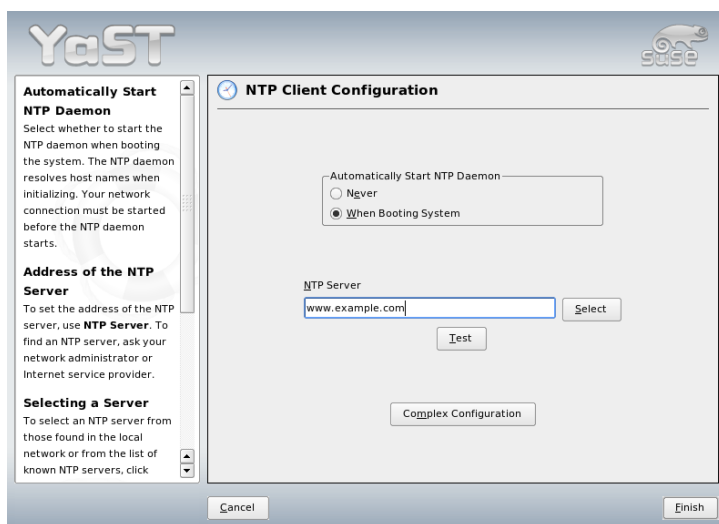 YaST
SUSE
Automatically Start
NTP Daemon
Select whether to start the
NTP daemon when booting
the system. The NTP daemon
resolves host names when
initializing. Your network
connection must be started
before the NTP daemon
starts.
Address of the NTP
Server
To set the address of the NTP
server, use NTP Server. To
find an NTP server, ask your
network administrator or
Internet service provider.
Selecting a Server
To select an NTP server from
those found in the local
network or from the list of
known NTP servers, click
NTP Client Configuration
Automatically Start NTP Daemon
Never
When Booting System
NTP Server
www.example.com
Select
Test
Complex Configuration
Cancel
Finish